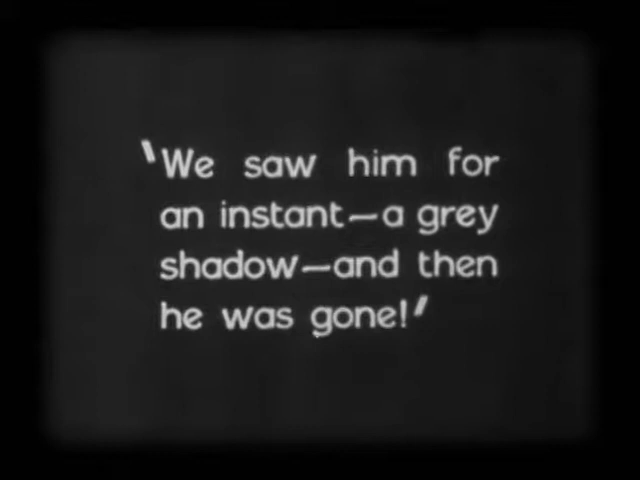 'We saw him for
an instant—a grey
shadow—and then
he was gone!'